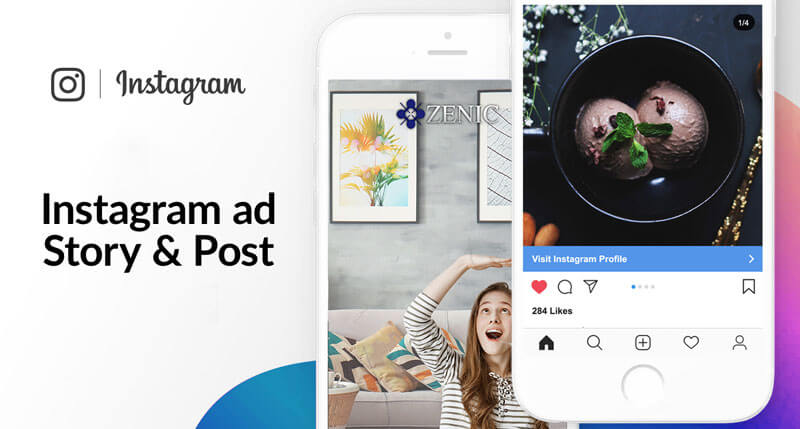 Instagram
Instagram ad
Story & Post
ZENIC
1/4
Visit Instagram Profile
284 Likes